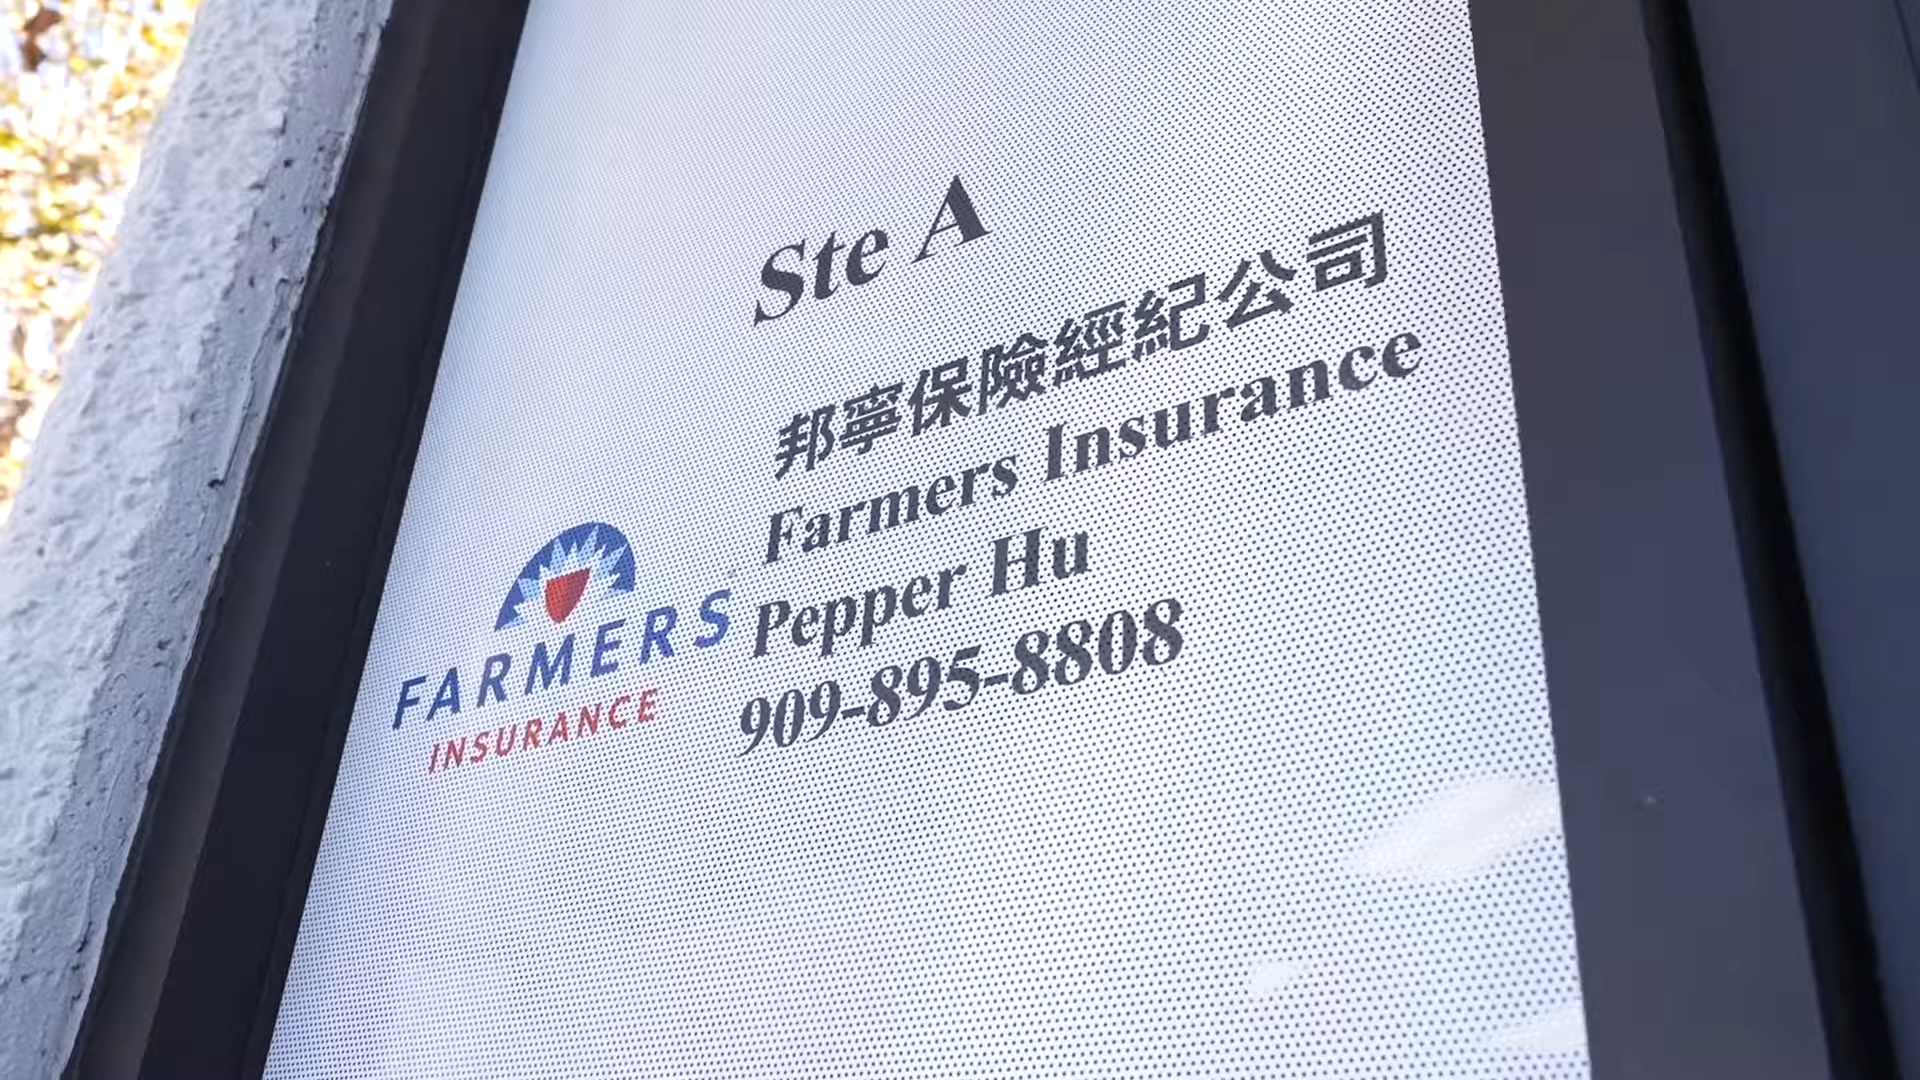 Ste A
邦寧保險經紀公司
Farmers Insurance
Pepper Hu
909-895-8808
FARMERS
INSURANCE